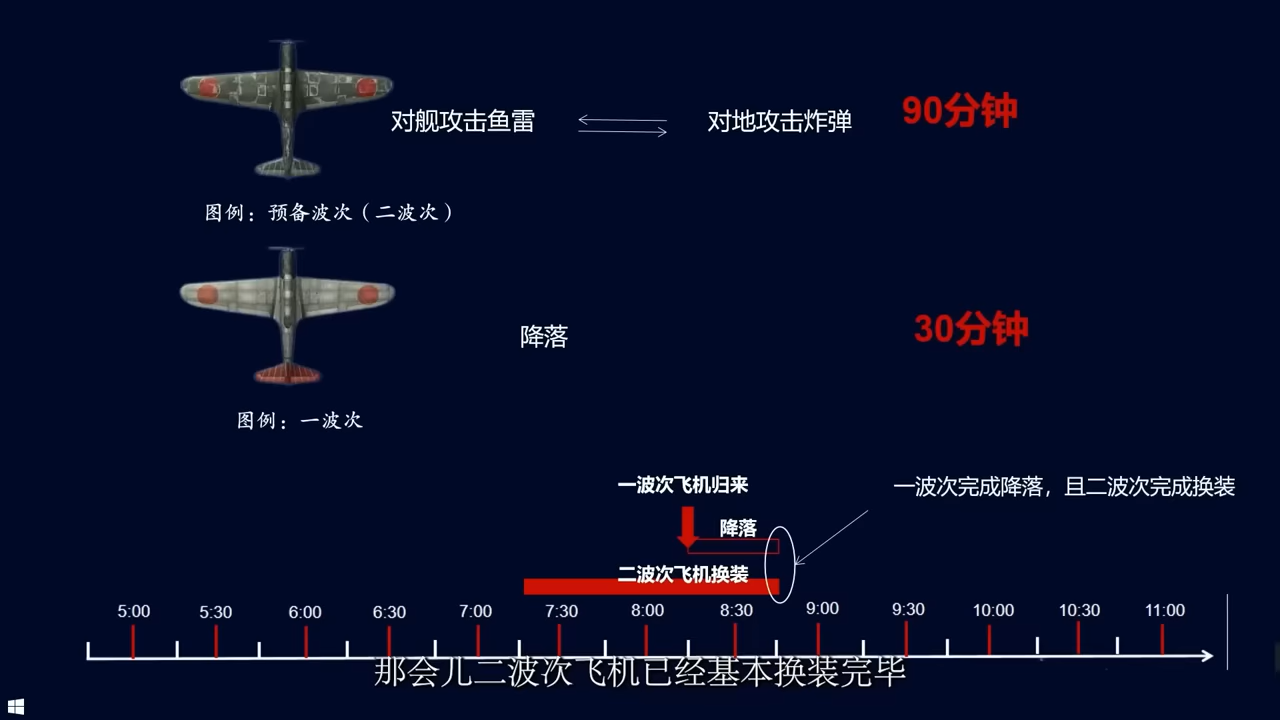 对舰攻击鱼雷
对地攻击炸弹
90分钟
图例：预备波次（二波次）
降落
30分钟
图例：一波次
一波次飞机归来
一波次完成降落，且二波次完成换装
降落
二波次飞机换装
5:00 5:30 6:00 6:30 7:00 7:30 8:00 8:30 9:00 9:30 10:00 10:30 11:00
那会儿二波次飞机已经基本换装完毕